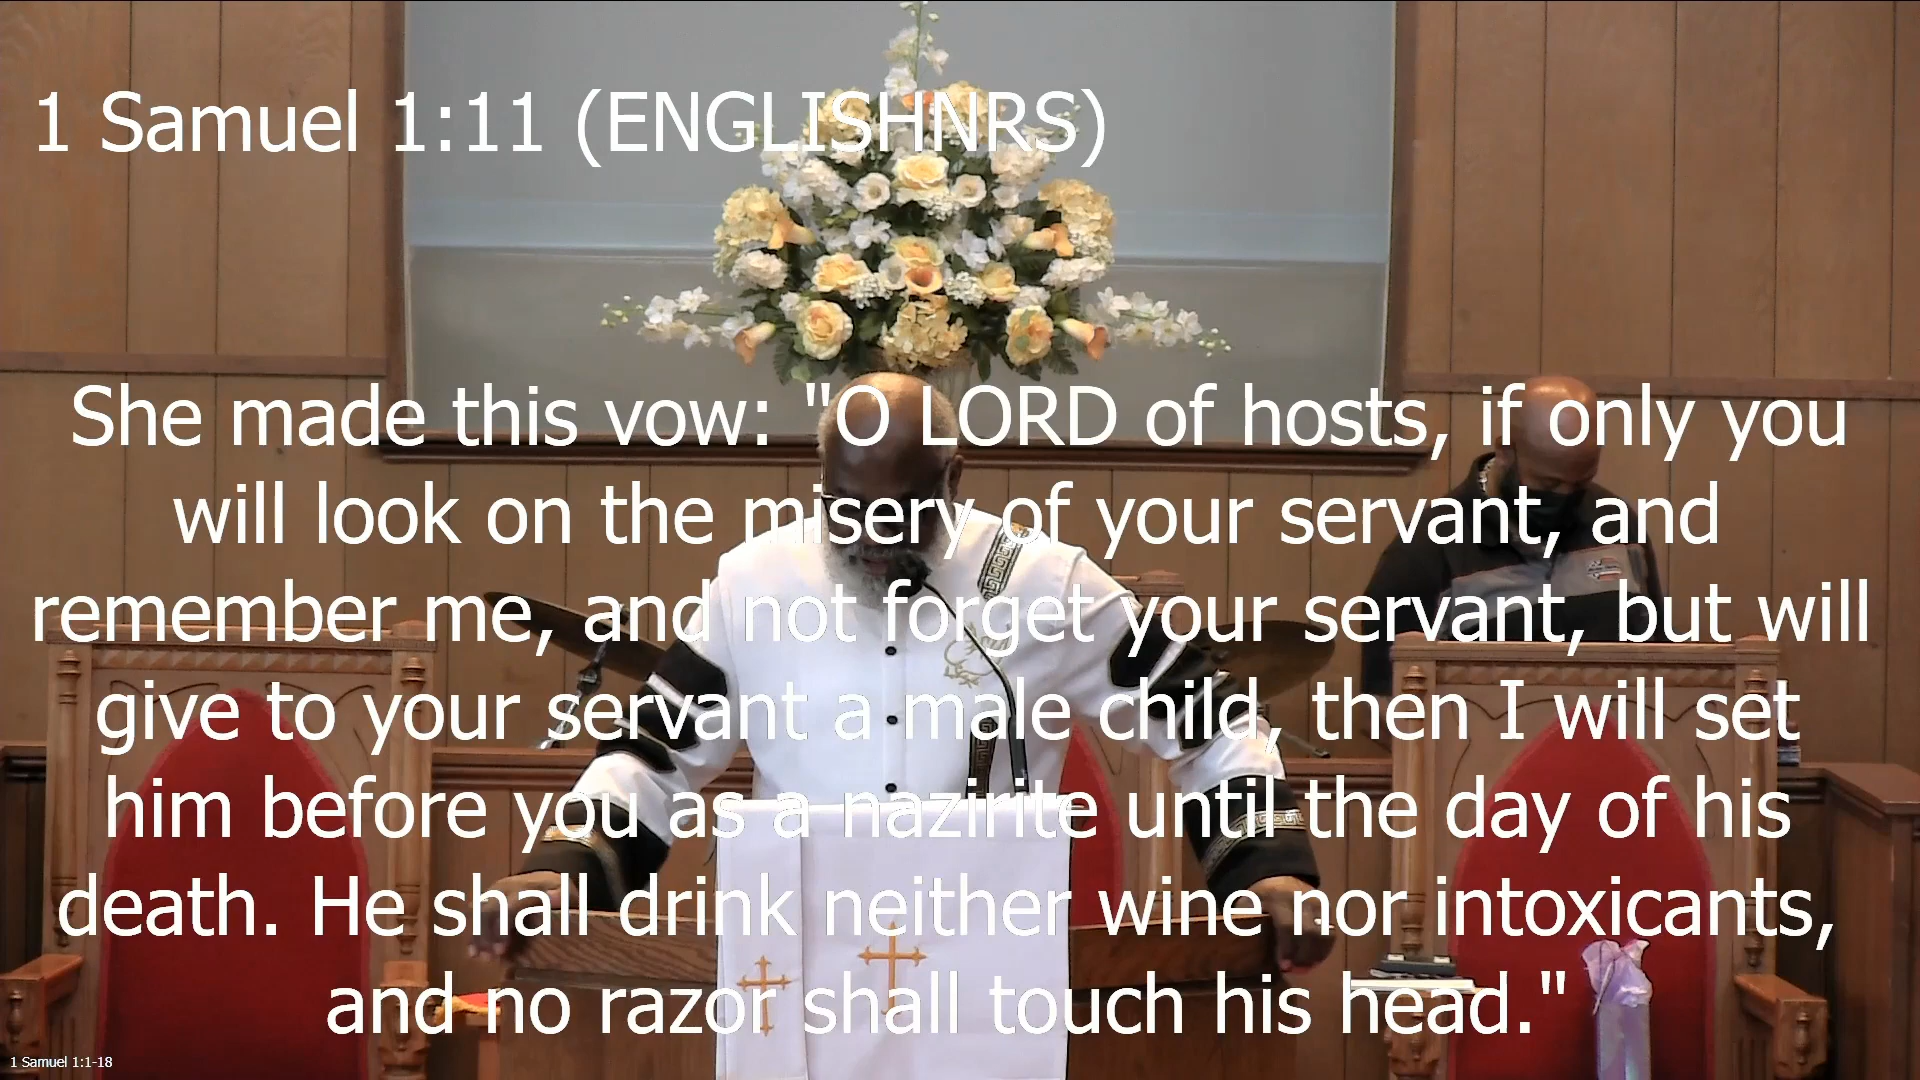 1 Samuel 1:11 (ENGLISHNRS)
She made this vow: "O LORD of hosts, if only you
will look on the misery of your servant, and
remember me, and not forget your servant, but will
give to your servant a male child, then I will set
him before you as a nazirite until the day of his
death. He shall drink neither wine nor intoxicants,
and no razor shall touch his head."
1 Samuel 1:1-18